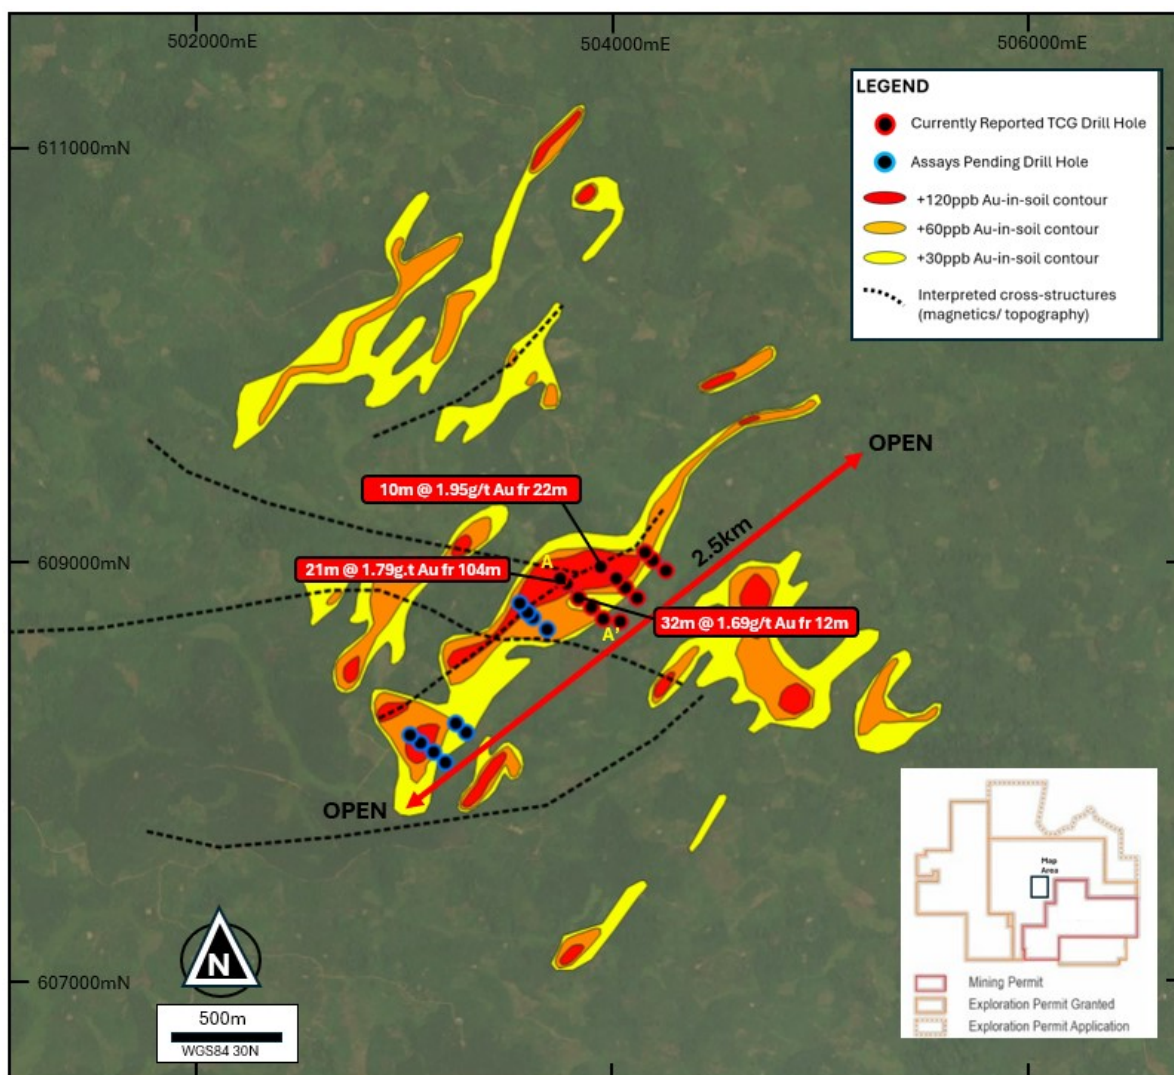 502000mE
504000mE
506000mE
611000mN
609000mN
607000mN
LEGEND
Currently Reported TCG Drill Hole
Assays Pending Drill Hole
+120ppb Au-in-soil contour
+60ppb Au-in-soil contour
+30ppb Au-in-soil contour
Interpreted cross-structures
(magnetics/ topography)
OPEN
2.5km
10m @ 1.95g/t Au fr 22m
A
21m @ 1.79g.t Au fr 104m
32m @ 1.69g/t Au fr 12m
A'
OPEN
N
500m
WGS84 30N
Map
Area
Mining Permit
Exploration Permit Granted
Exploration Permit Application